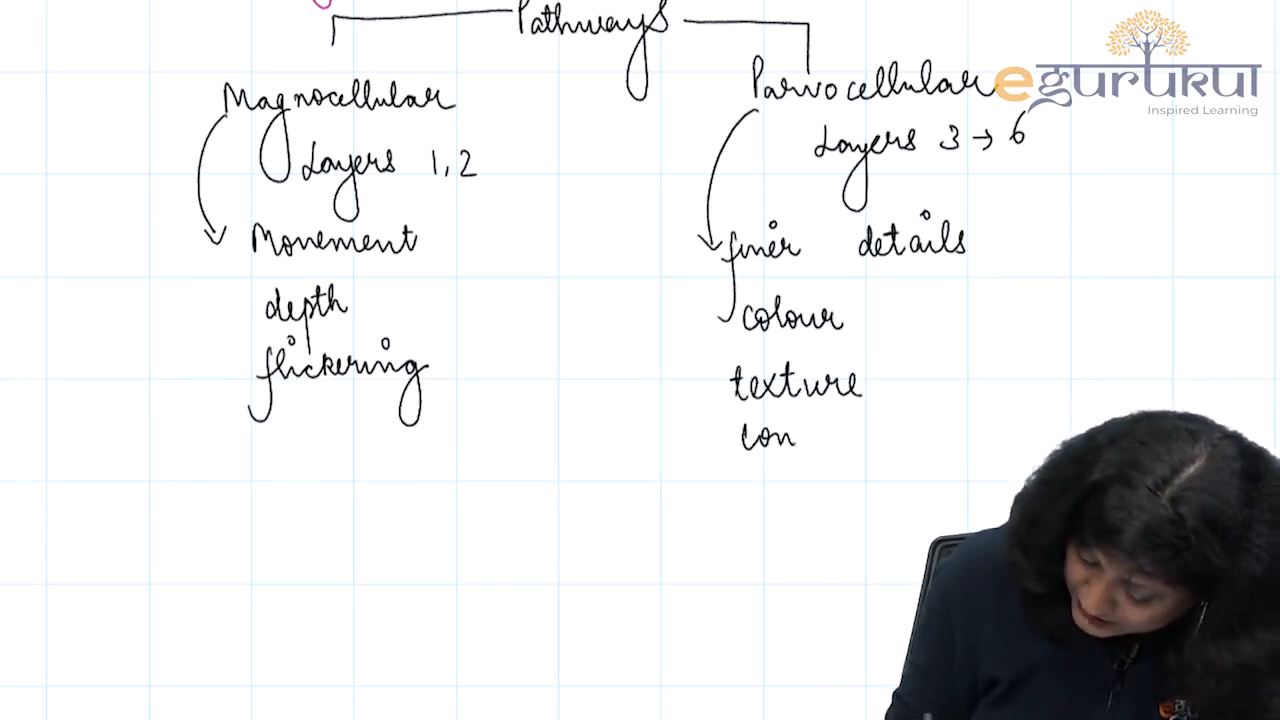 Pathways
egurukul
Inspired Learning
Magnocellular
Layers 1, 2
Movement
depth
flickering
Parvocellular
Layers 3 → 6
finer details
colour
texture
con